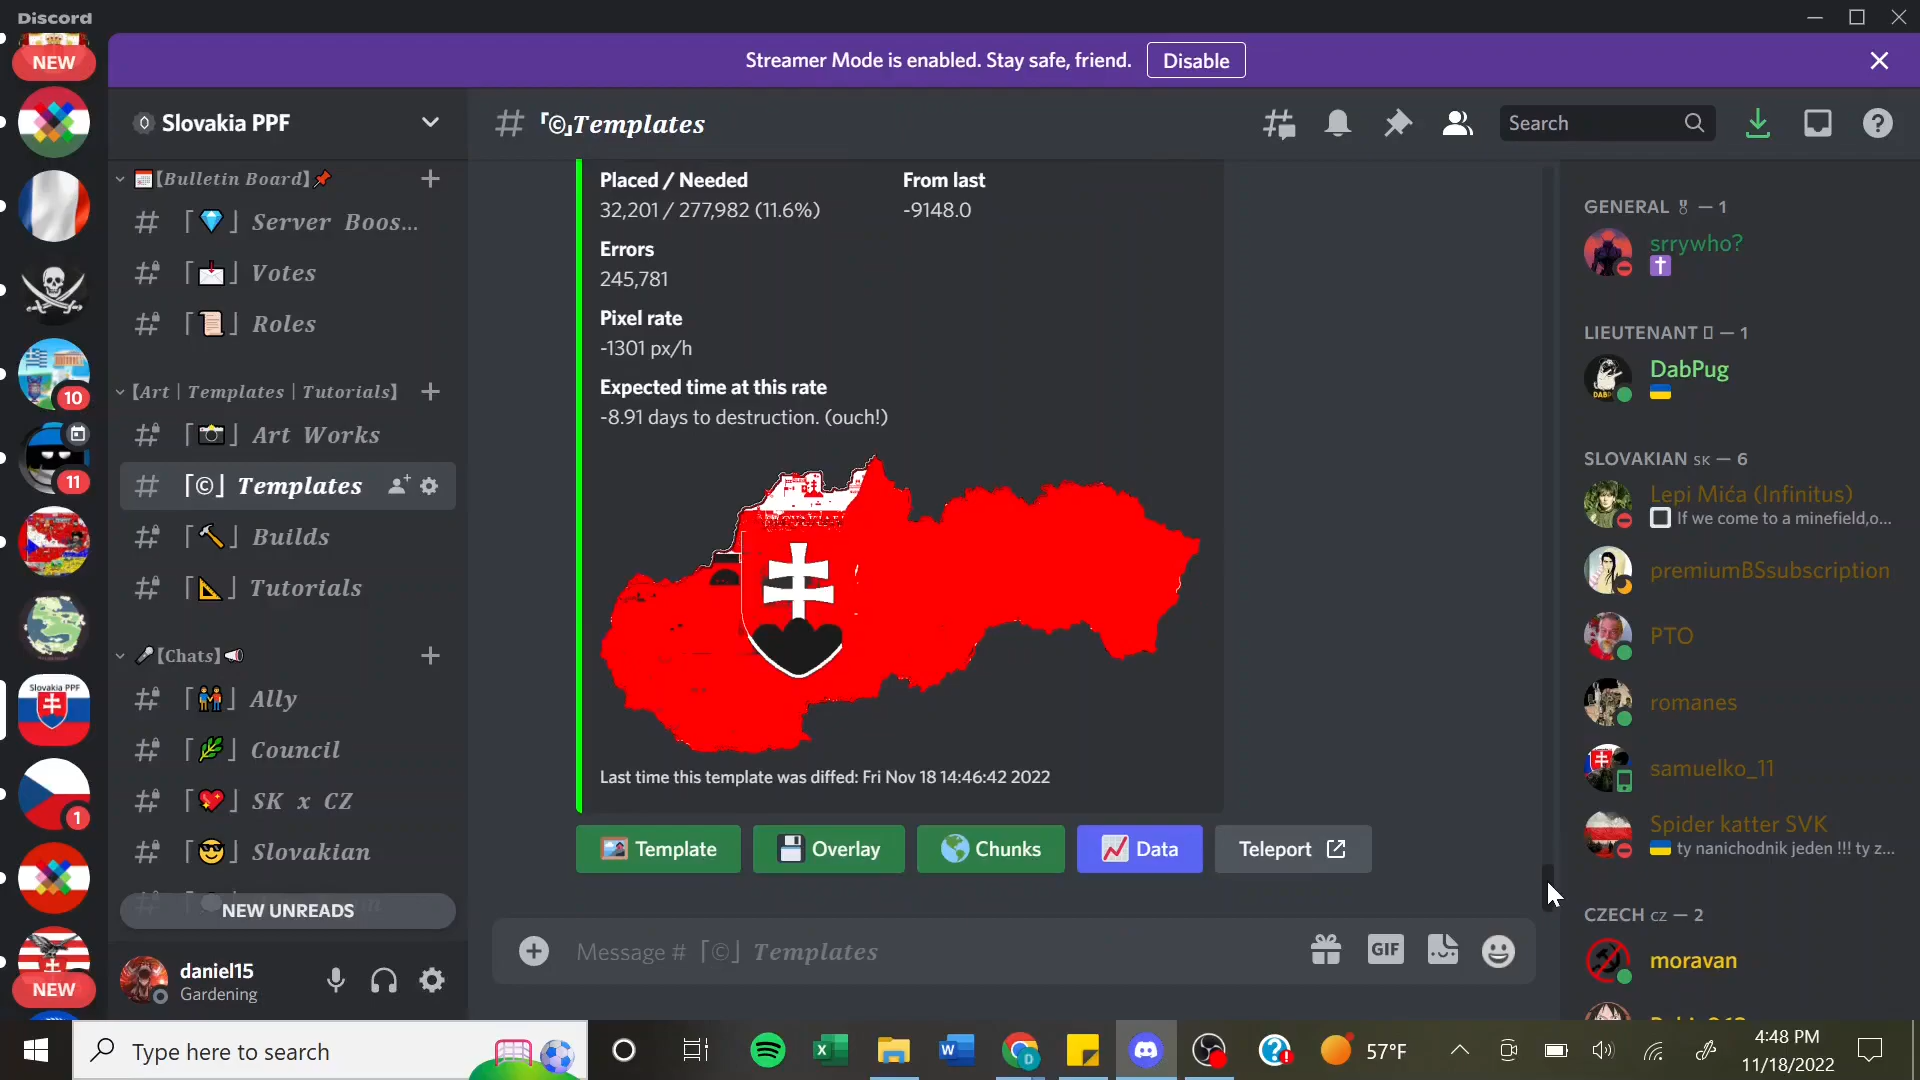 Discord
NEW
Streamer Mode is enabled. Stay safe, friend.
Disable
Slovakia PPF
「©」Templates
Search
【Bulletin Board】
「💎」 Server Boos...
「📩」 Votes
「📜」 Roles
【Art | Templates | Tutorials】
「📷」 Art Works
「©」 Templates
「🔨」 Builds
「📐」 Tutorials
【Chats】
「👬」 Ally
「🌿」 Council
「💖」 SK x CZ
「😎」 Slovakian
NEW UNREADS
daniel15
Gardening
10
11
Slovakia PPF
1
NEW
Placed / Needed
32,201 / 277,982 (11.6%)
From last
-9148.0
Errors
245,781
Pixel rate
-1301 px/h
Expected time at this rate
-8.91 days to destruction. (ouch!)
Last time this template was diffed: Fri Nov 18 14:46:42 2022
Template
Overlay
Chunks
Data
Teleport
Message # 「©」 Templates
GIF
GENERAL 🎖 — 1
srrywho?
LIEUTENANT — 1
DabPug
SLOVAKIAN SK — 6
Lepi Mića (Infinitus)
If we come to a minefield,o...
premiumBSsubscription
PTO
romanes
samuelko_11
Spider katter SVK
ty nanichodnik jeden !!! ty z...
CZECH CZ — 2
moravan
Type here to search
57°F
4:48 PM
11/18/2022